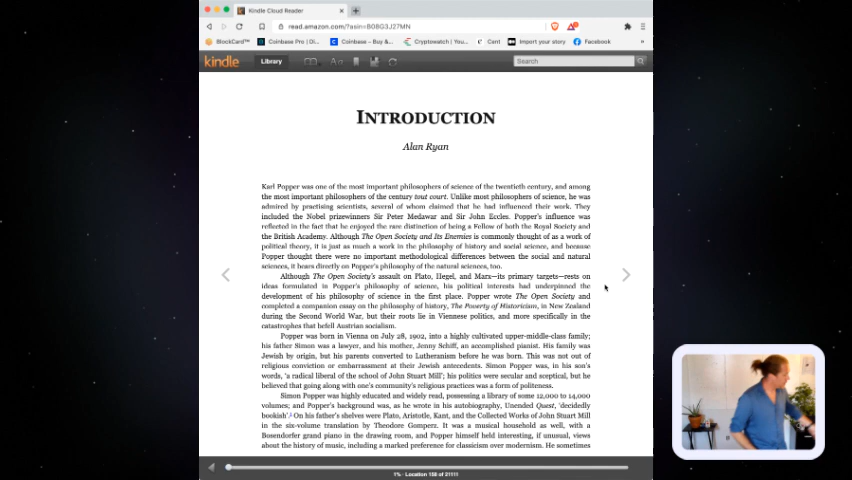 Kindle Cloud Reader
read.amazon.com/?asin=B08G3J27MN
BlockCard™ Coinbase Pro | Di... Coinbase – Buy &... Cryptowatch | You... Cent Import your story Facebook
kindle Library Aa Search
INTRODUCTION
Alan Ryan
Karl Popper was one of the most important philosophers of science of the twentieth century, and among
the most important philosophers of the century tout court. Unlike most philosophers of science, he was
admired by practising scientists, several of whom claimed that he had influenced their work. They
included the Nobel prizewinners Sir Peter Medawar and Sir John Eccles. Popper's influence was
reflected in the fact that he enjoyed the rare distinction of being a Fellow of both the Royal Society and
the British Academy. Although The Open Society and Its Enemies is commonly thought of as a work of
political theory, it is just as much a work in the philosophy of history and social science, and because
Popper thought there were no important methodological differences between the social and natural
sciences, it bears directly on Popper's philosophy of the natural sciences, too.
Although The Open Society's assault on Plato, Hegel, and Marx—its primary targets—rests on
ideas formulated in Popper's philosophy of science, his political interests had underpinned the
development of his philosophy of science in the first place. Popper wrote The Open Society and
completed a companion essay on the philosophy of history, The Poverty of Historicism, in New Zealand
during the Second World War, but their roots lie in Viennese politics, and more specifically in the
catastrophes that befell Austrian socialism.
Popper was born in Vienna on July 28, 1902, into a highly cultivated upper-middle-class family;
his father Simon was a lawyer, and his mother, Jenny Schiff, an accomplished pianist. His family was
Jewish by origin, but his parents converted to Lutheranism before he was born. This was not out of
religious conviction or embarrassment at their Jewish antecedents. Simon Popper was, in his son's
words, 'a radical liberal of the school of John Stuart Mill'; his politics were secular and sceptical, but he
believed that going along with one's community's religious practices was a form of politeness.
Simon Popper was highly educated and widely read, possessing a library of some 12,000 to 14,000
volumes; and Popper's background was, as he wrote in his autobiography, Unended Quest, 'decidedly
bookish'. On his father's shelves were Plato, Aristotle, Kant, and the Collected Works of John Stuart Mill
in the six-volume translation by Theodore Gomperz. It was a musical household as well, with a
Bosendorfer grand piano in the drawing room, and Popper himself held interesting, if unusual, views
about the history of music, including a marked preference for classicism over modernism. He sometimes
1% · Location 158 of 21111